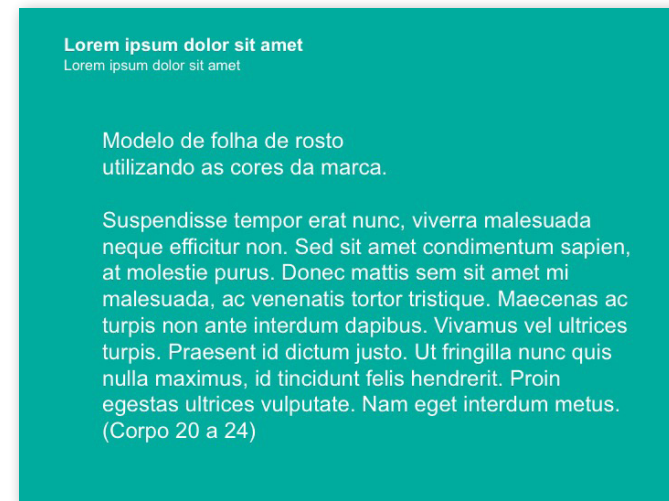 Lorem ipsum dolor sit amet
Lorem ipsum dolor sit amet
Modelo de folha de rosto
utilizando as cores da marca.
Suspendisse tempor erat nunc, viverra malesuada
neque efficitur non. Sed sit amet condimentum sapien,
at molestie purus. Donec mattis sem sit amet mi
malesuada, ac venenatis tortor tristique. Maecenas ac
turpis non ante interdum dapibus. Vivamus vel ultrices
turpis. Praesent id dictum justo. Ut fringilla nunc quis
nulla maximus, id tincidunt felis hendrerit. Proin
egestas ultrices vulputate. Nam eget interdum metus.
(Corpo 20 a 24)